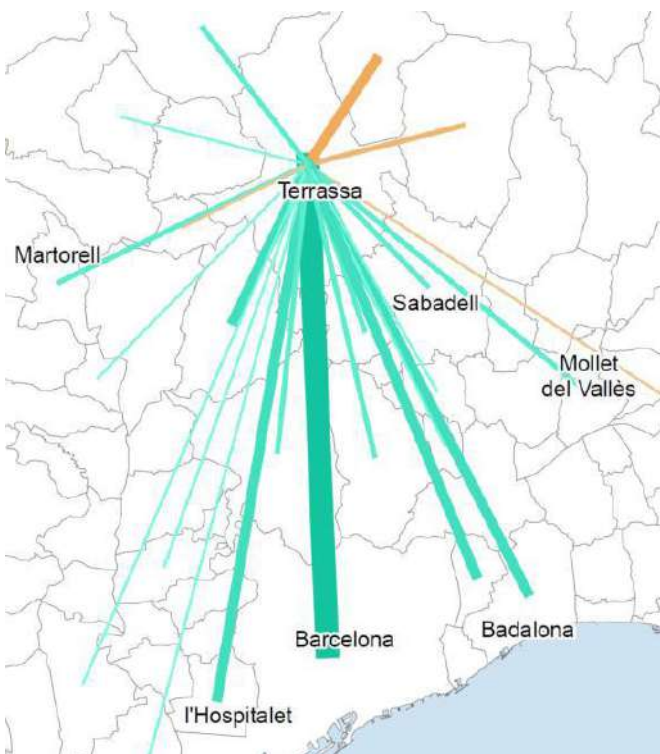 Terrassa
Martorell
Sabadell
Mollet
del Vallès
Barcelona
Badalona
l'Hospitalet